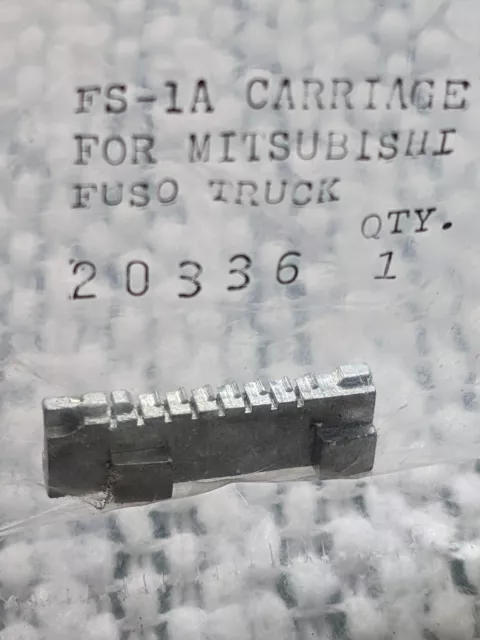 FS-1A CARRIAGE
FOR MITSUBISHI
FUSO TRUCK
QTY.
20336 1